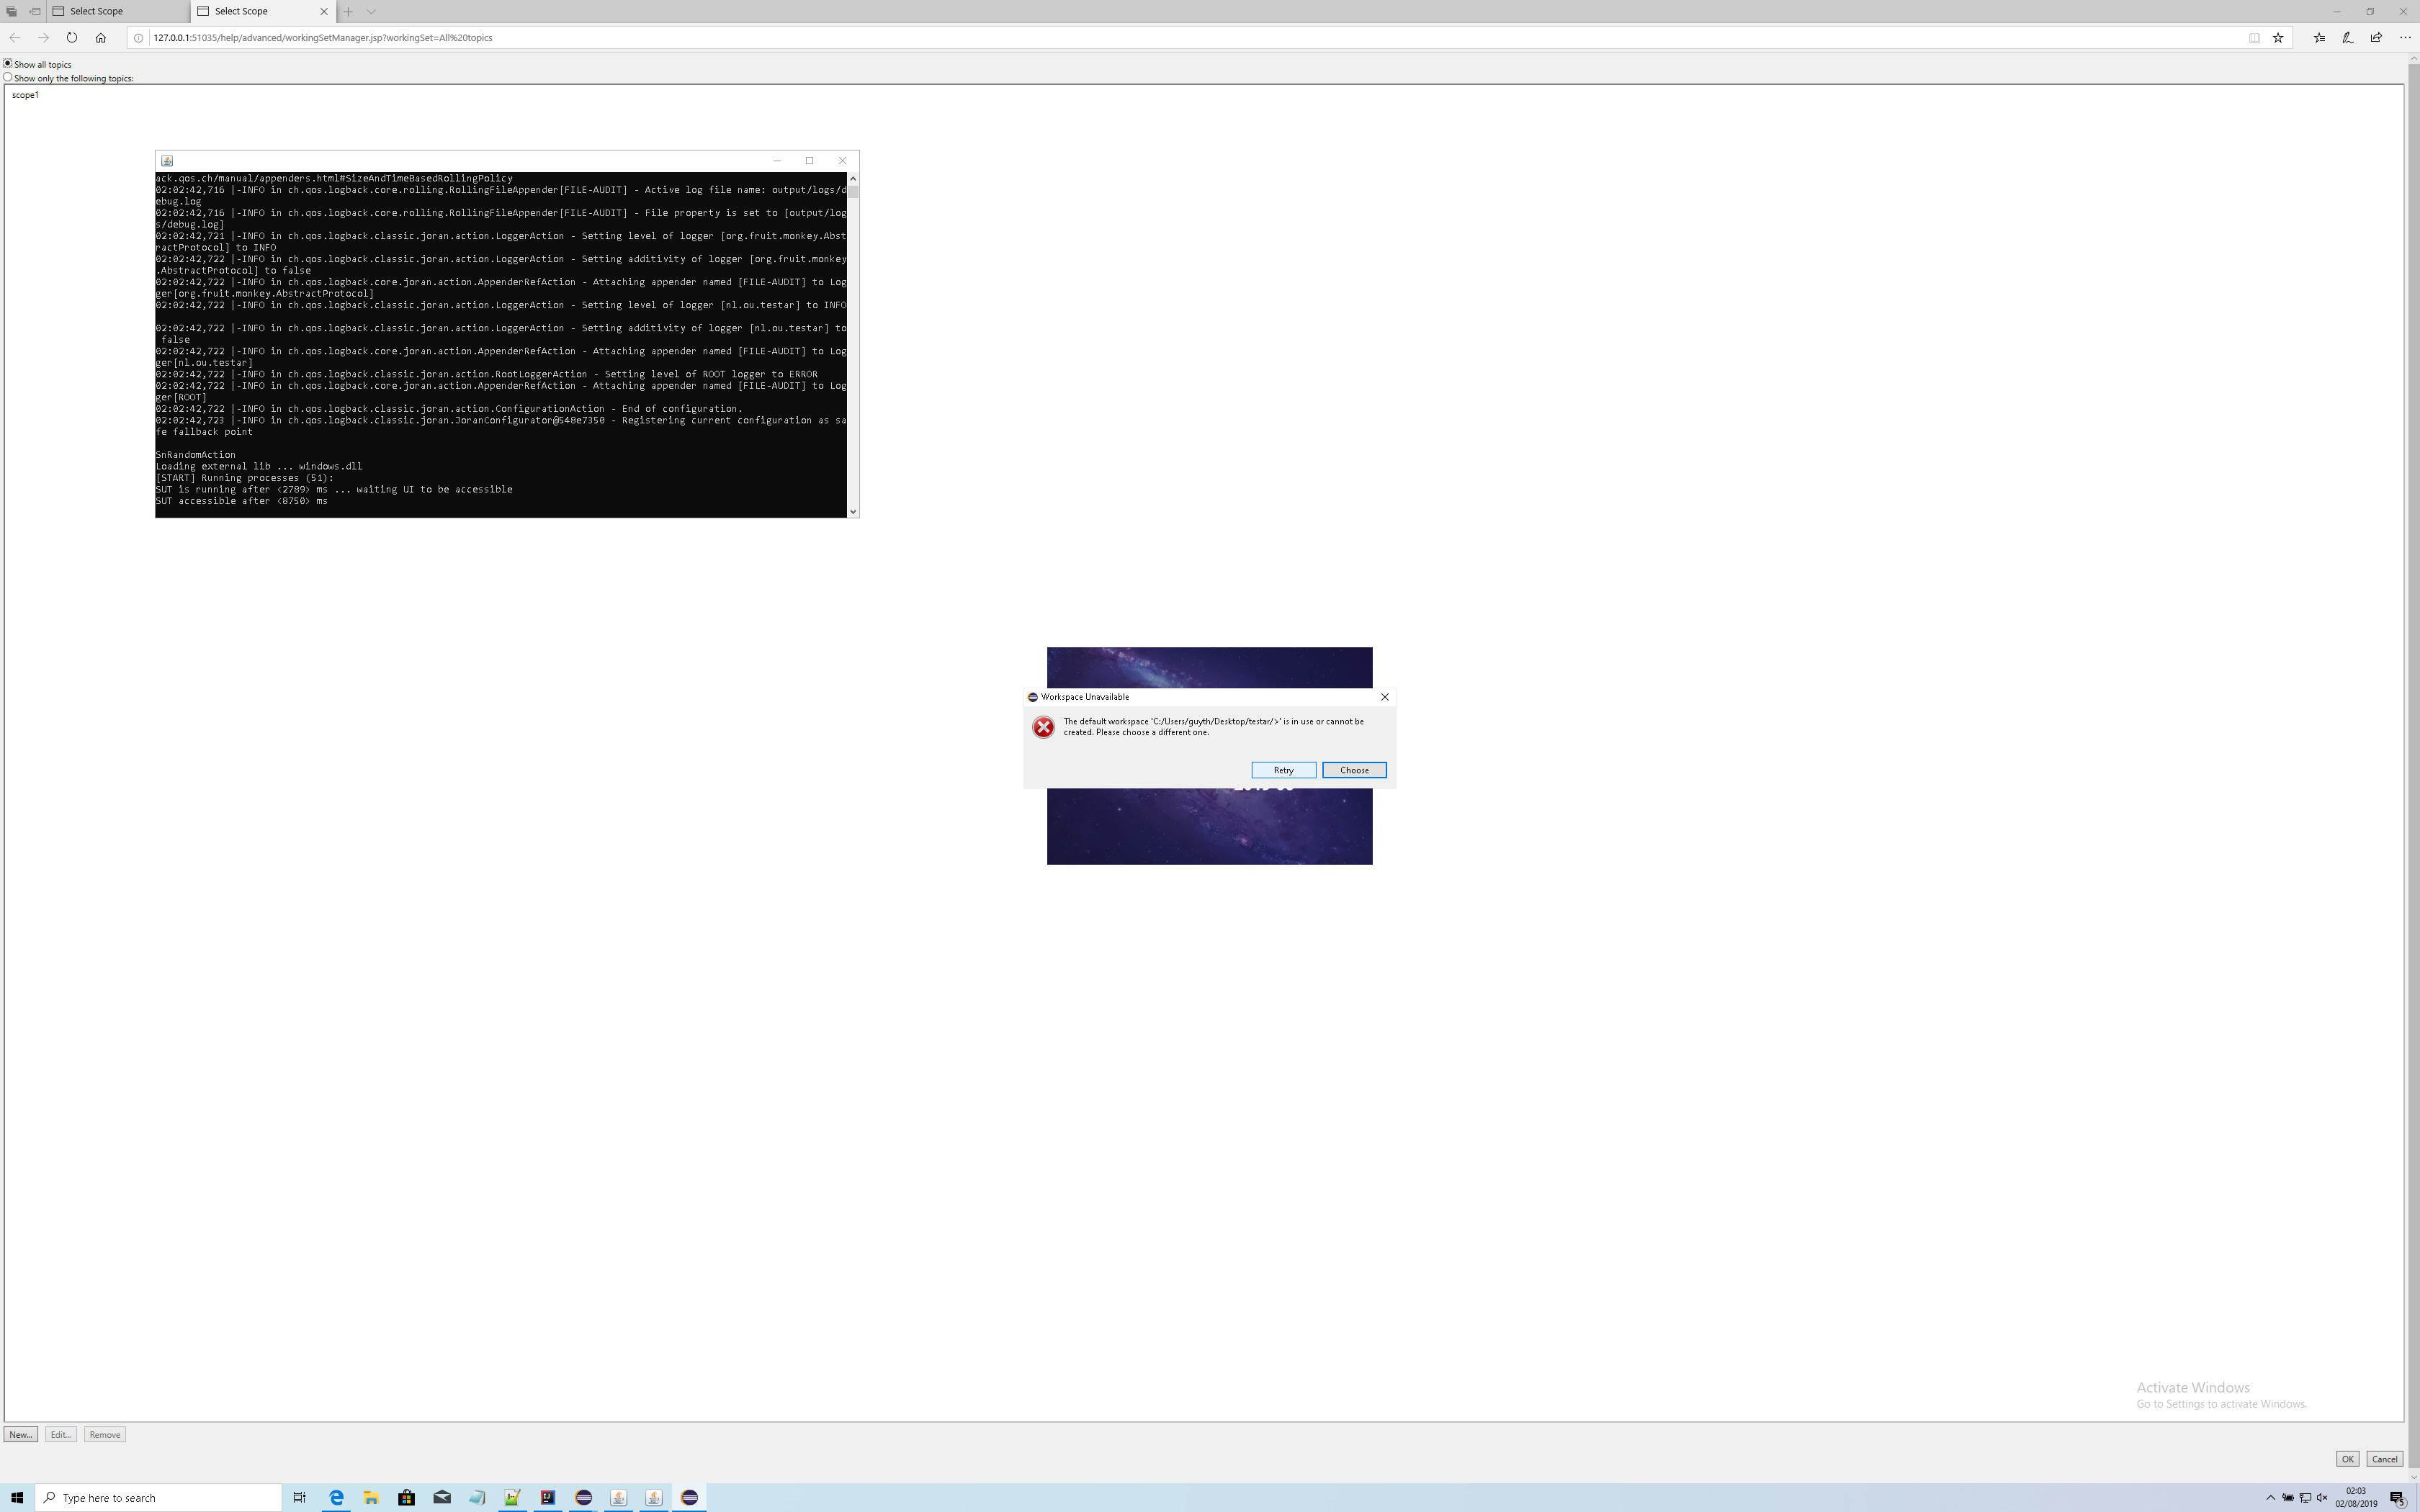 Select Scope
Select Scope
127.0.0.1:51035/help/advanced/workingSetManager.jsp?workingSet=All%20topics
Show all topics
Show only the following topics:
scope1
ack.qos.ch/manual/appenders.html#SizeAndTimeBasedRollingPolicy
02:02:42,716 |-INFO in ch.qos.logback.core.rolling.RollingFileAppender[FILE-AUDIT] - Active log file name: output/logs/d
ebug.log
02:02:42,716 |-INFO in ch.qos.logback.core.rolling.RollingFileAppender[FILE-AUDIT] - File property is set to [output/log
s/debug.log]
02:02:42,721 |-INFO in ch.qos.logback.classic.joran.action.LoggerAction - Setting level of logger [org.fruit.monkey.Abst
ractProtocol] to INFO
02:02:42,722 |-INFO in ch.qos.logback.classic.joran.action.LoggerAction - Setting additivity of logger [org.fruit.monkey
.AbstractProtocol] to false
02:02:42,722 |-INFO in ch.qos.logback.core.joran.action.AppenderRefAction - Attaching appender named [FILE-AUDIT] to Log
ger[org.fruit.monkey.AbstractProtocol]
02:02:42,722 |-INFO in ch.qos.logback.classic.joran.action.LoggerAction - Setting level of logger [nl.ou.testar] to INFO
02:02:42,722 |-INFO in ch.qos.logback.classic.joran.action.LoggerAction - Setting additivity of logger [nl.ou.testar] to
false
02:02:42,722 |-INFO in ch.qos.logback.core.joran.action.AppenderRefAction - Attaching appender named [FILE-AUDIT] to Log
ger[nl.ou.testar]
02:02:42,722 |-INFO in ch.qos.logback.classic.joran.action.RootLoggerAction - Setting level of ROOT logger to ERROR
02:02:42,722 |-INFO in ch.qos.logback.core.joran.action.AppenderRefAction - Attaching appender named [FILE-AUDIT] to Log
ger[ROOT]
02:02:42,722 |-INFO in ch.qos.logback.classic.joran.action.ConfigurationAction - End of configuration.
02:02:42,723 |-INFO in ch.qos.logback.classic.joran.JoranConfigurator@548e7350 - Registering current configuration as sa
fe fallback point
SnRandomAction
Loading external lib ... windows.dll
[START] Running processes (51):
SUT is running after <2789> ms ... waiting UI to be accessible
SUT accessible after <8750> ms
Workspace Unavailable
The default workspace 'C:/Users/guyth/Desktop/testar/>' is in use or cannot be
created. Please choose a different one.
Retry Choose
Activate Windows
Go to Settings to activate Windows.
New... Edit... Remove
OK Cancel
Type here to search
02:03
02/08/2019
5